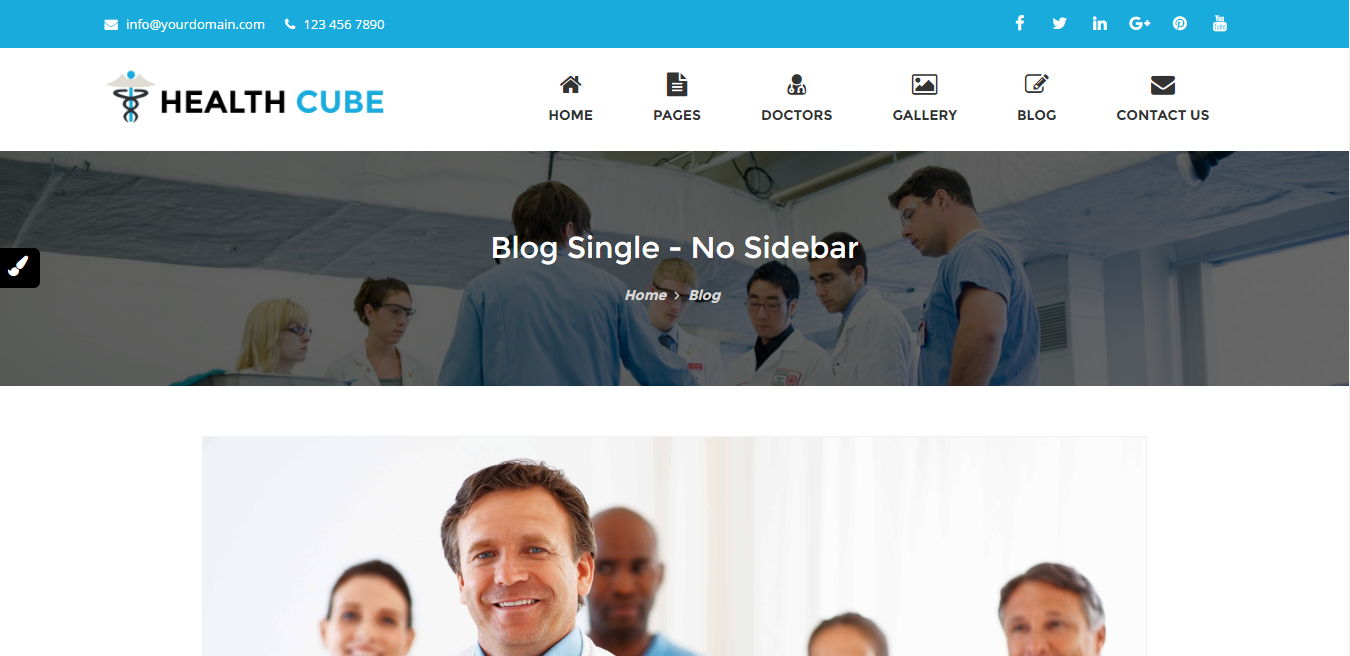 info@yourdomain.com 123 456 7890
HEALTH CUBE
HOME PAGES DOCTORS GALLERY BLOG CONTACT US
Blog Single - No Sidebar
Home > Blog